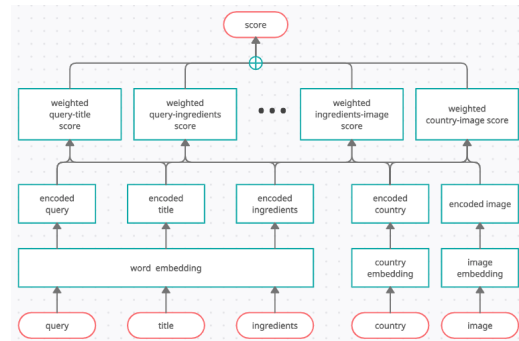 score
weighted
query-title
score
weighted
query-ingredients
score
weighted
ingredients-image
score
weighted
country-image score
encoded
query
encoded
title
encoded
ingredients
encoded
country
encoded image
word embedding
country
embedding
image
embedding
query
title
ingredients
country
image